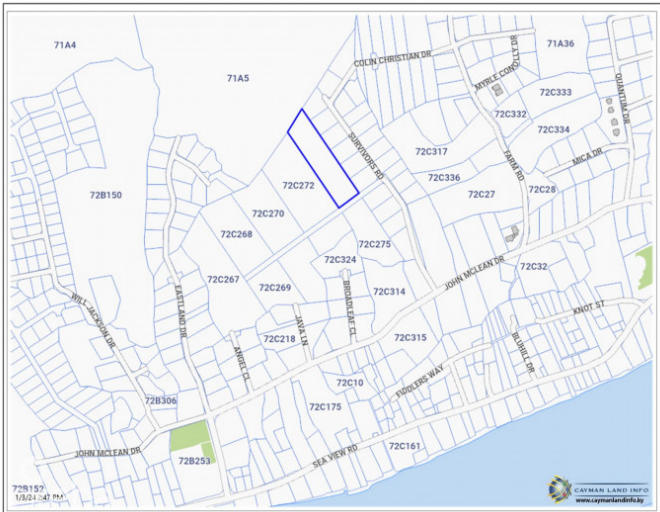 71A4
71A5
71A36
COLIN CHRISTIAN DR
MYRLE CONOLLY DR
QUANTUM DR
72C333
72C332
72C334
72C317
SURVIVORS RD
FARM RD
MICA DR
72C336
72C272
72C27
72C28
72B150
72C270
72C268
72C275
72C324
72C32
JOHN MCLEAN DR
72C267
72C269
72C314
BROADLEAF CL
WILL JACKSON DR
EASTLAND DR
JAVA LN
KNOT ST
72C218
72C315
BLUHILL DR
ANGEL CL
72C10
FIDDLERS WAY
72B306
72C175
JOHN MCLEAN DR
SEA VIEW RD
72C161
72B253
72B152
CAYMAN LAND INFO
www.caymanlandinfo.ky